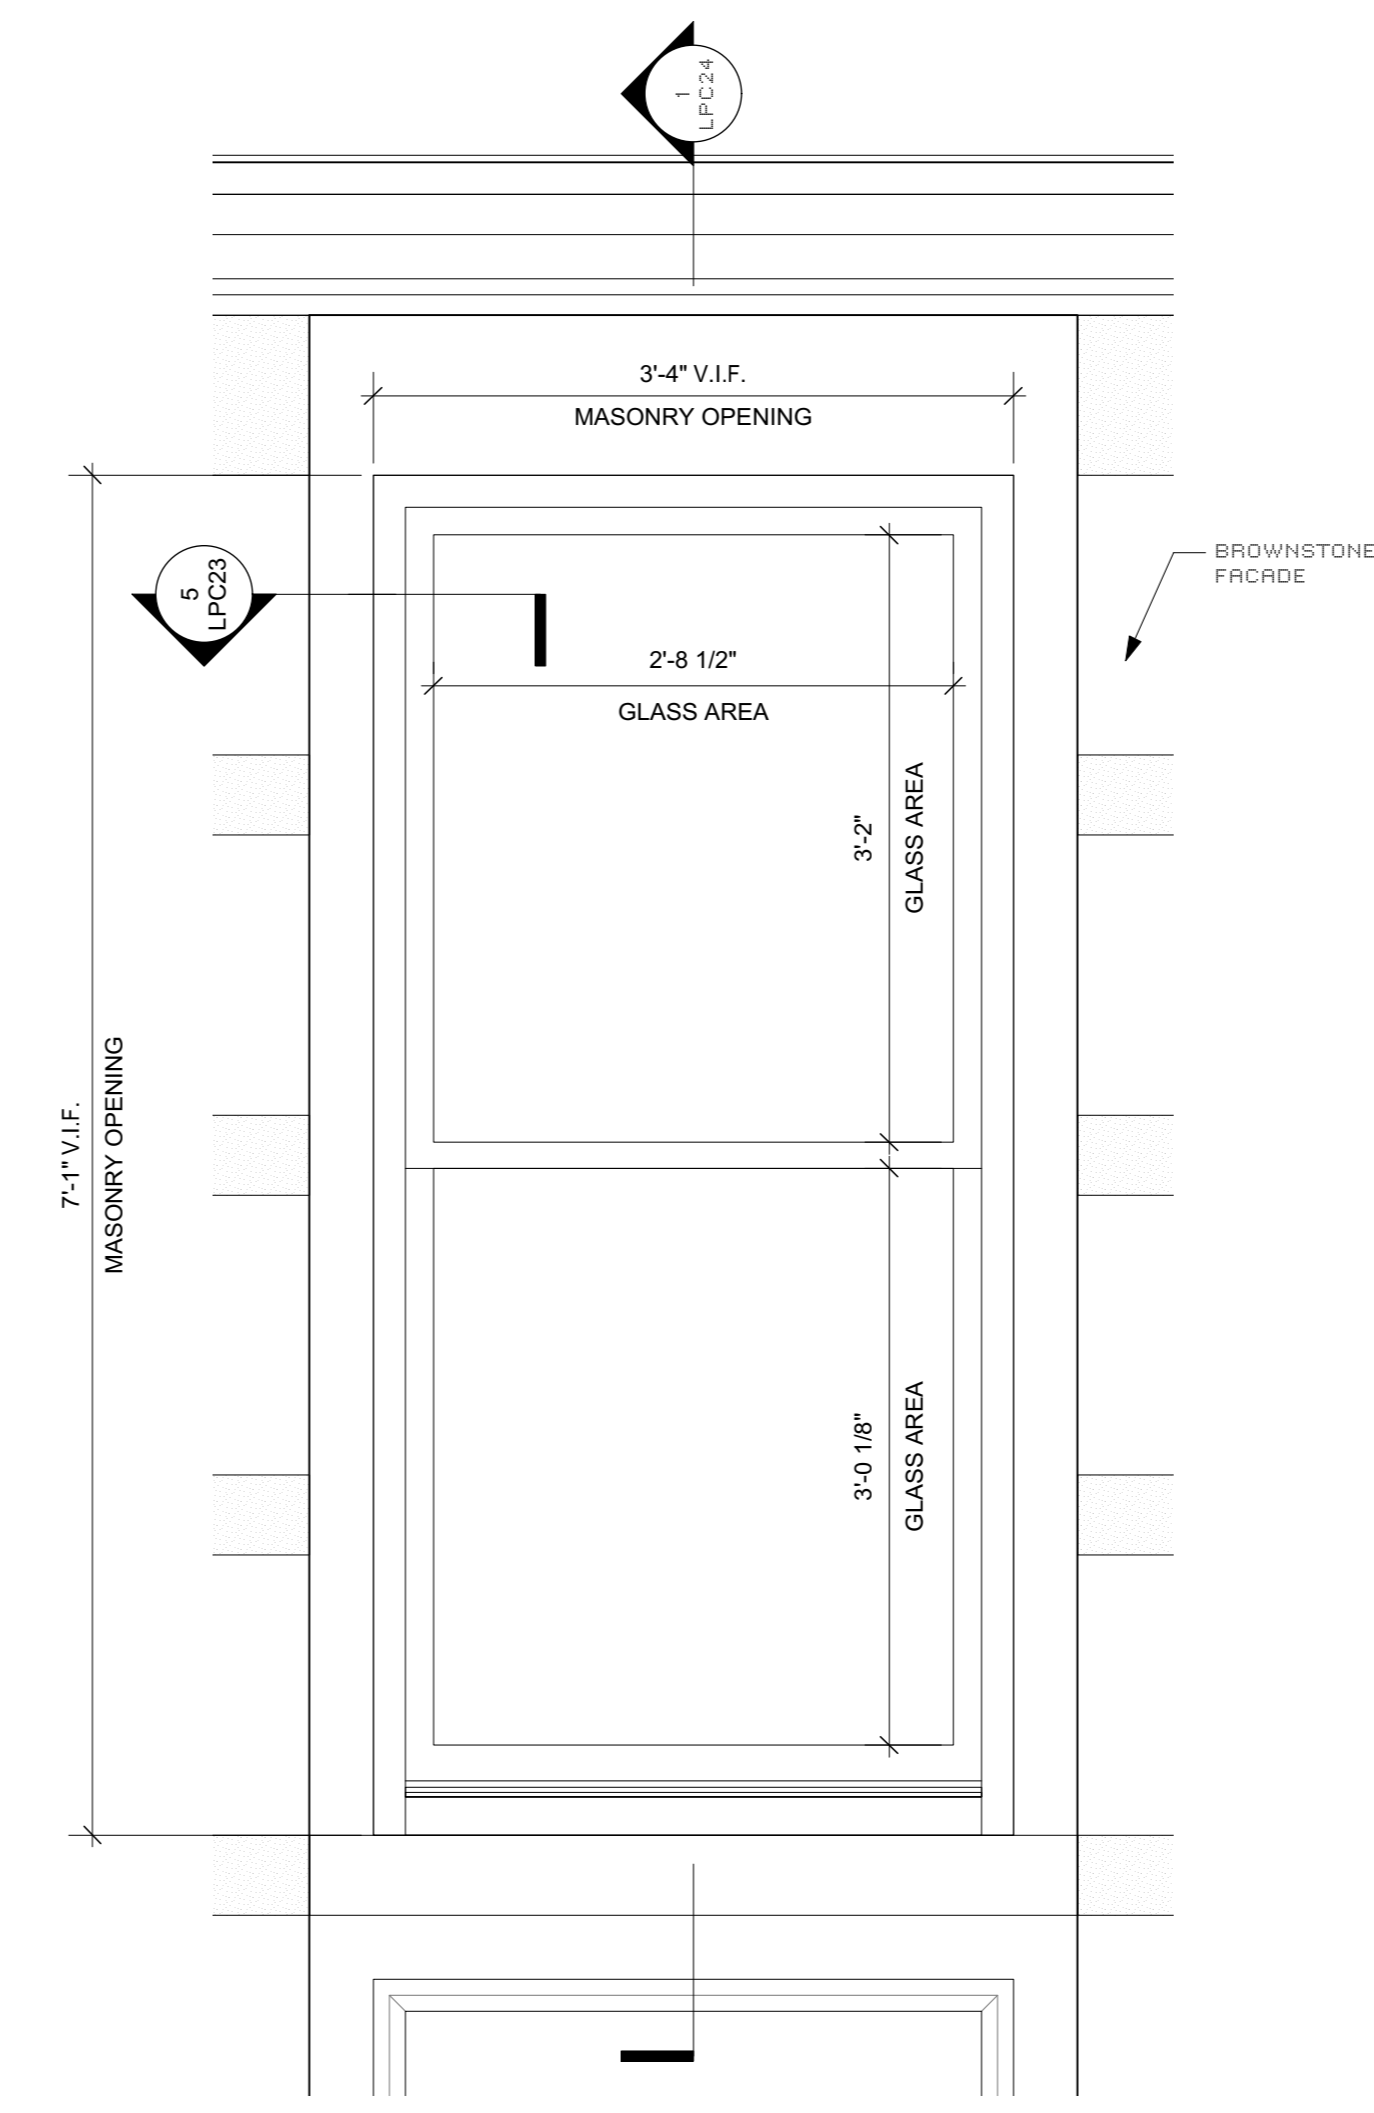 1
LPC24
3'-4" V.I.F.
MASONRY OPENING
BROWNSTONE
FACADE
5
LPC23
2'-8 1/2"
GLASS AREA
3'-2"
GLASS AREA
7'-1" V.I.F.
MASONRY OPENING
3'-0 1/8"
GLASS AREA